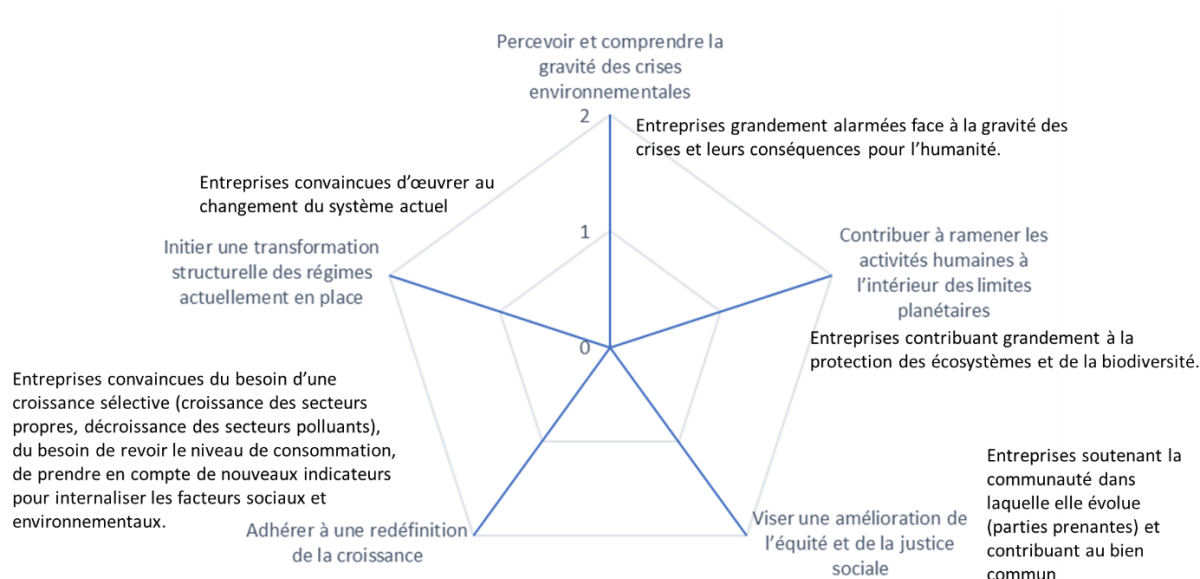 Percevoir et comprendre la
gravité des crises
environnementales
2
Entreprises grandement alarmées face à la gravité des
crises et leurs conséquences pour l’humanité.
Entreprises convaincues d’œuvrer au
changement du système actuel
1
Initier une transformation
structurelle des régimes
actuellement en place
Contribuer à ramener les
activités humaines à
l’intérieur des limites
planétaires
0
Entreprises contribuant grandement à la
protection des écosystèmes et de la biodiversité.
Entreprises convaincues du besoin d’une
croissance sélective (croissance des secteurs
propres, décroissance des secteurs polluants),
du besoin de revoir le niveau de consommation,
de prendre en compte de nouveaux indicateurs
pour internaliser les facteurs sociaux et
environnementaux.
Adhérer à une redéfinition
de la croissance
Viser une amélioration de
l’équité et de la justice
sociale
Entreprises soutenant la
communauté dans
laquelle elle évolue
(parties prenantes) et
contribuant au bien
commun